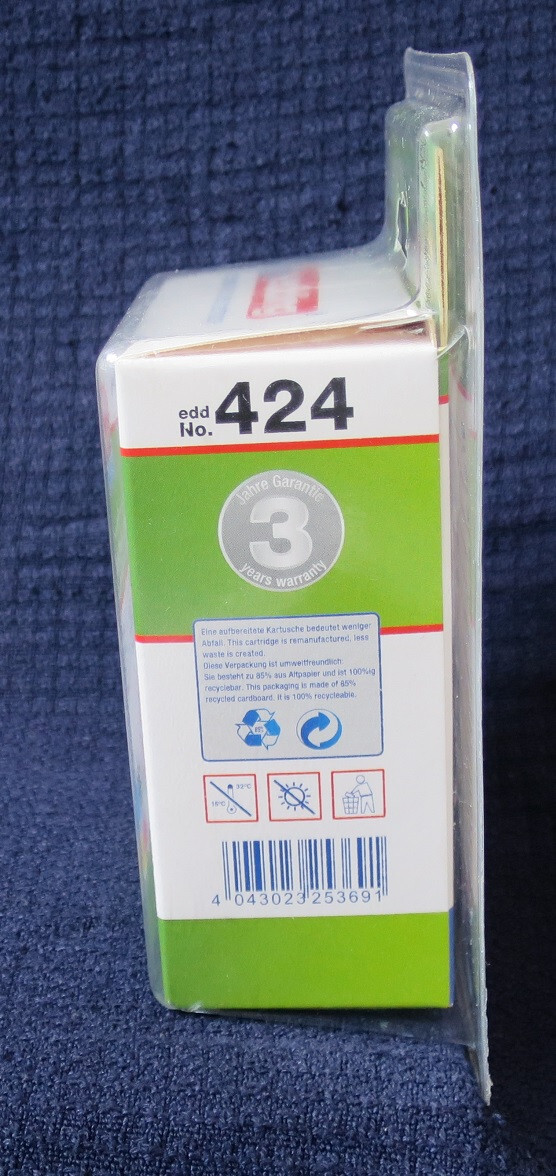 edd
No. 424
Jahre Garantie
3
years warranty
Eine aufbereitete Kartusche bedeutet weniger
Abfall. This cartridge is remanufactured, less
waste is created.
Diese Verpackung ist umweltfreundlich
Sie besteht zu 85% aus Altpapier und ist 100%ig
recyclebar. This packaging is made of 85%
recycled cardboard. It is 100% recycleable.
33°C
10°C
4 043023 253691